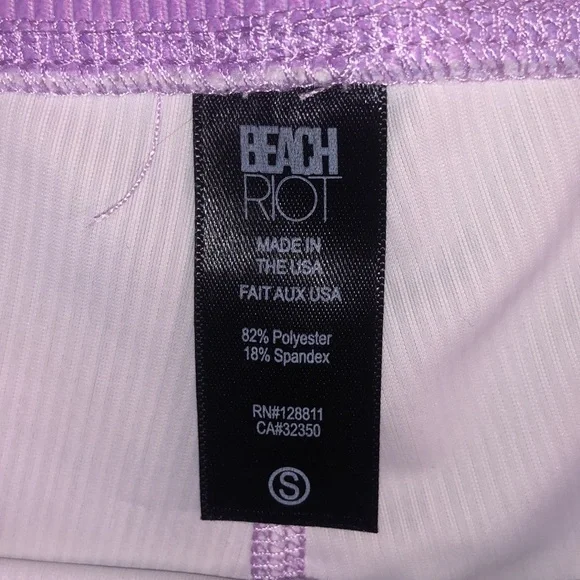 BEACH
RIOT
MADE IN
THE USA
FAIT AUX USA
82% Polyester
18% Spandex
RN#128811
CA#32350
S